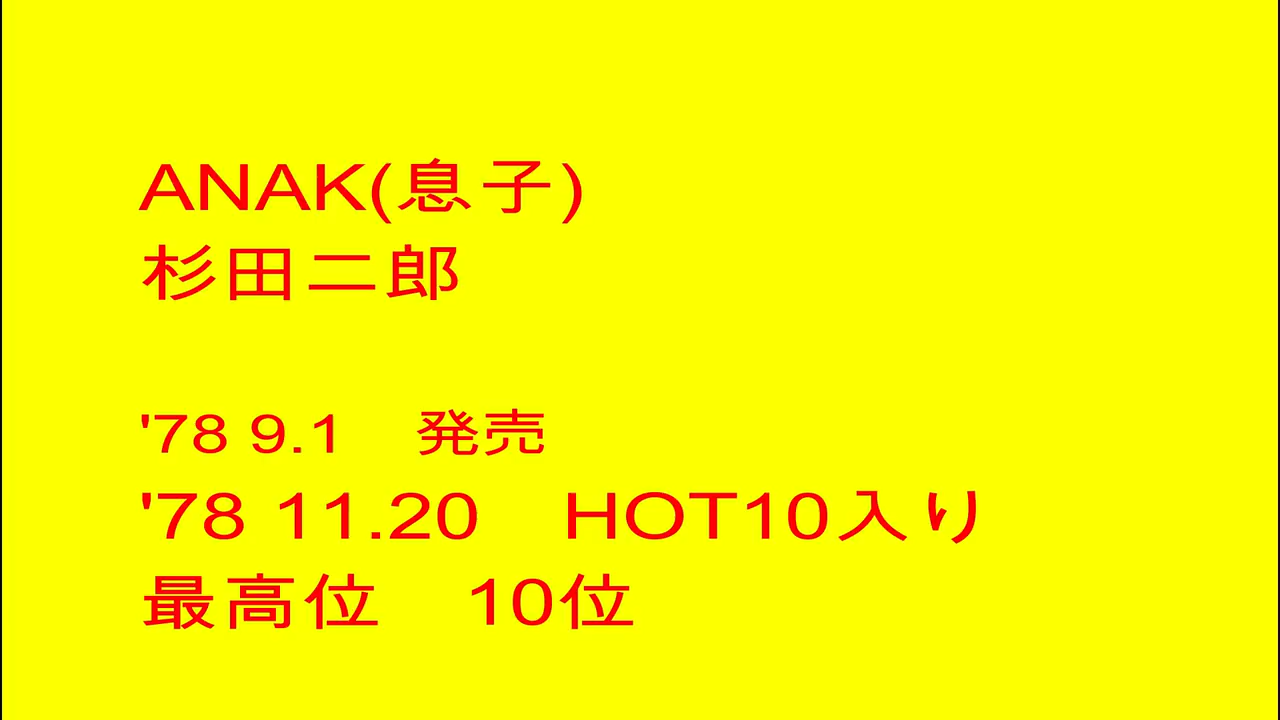 ANAK(息子)
杉田二郎
'78 9.1　発売
'78 11.20　HOT10入り
最高位　10位